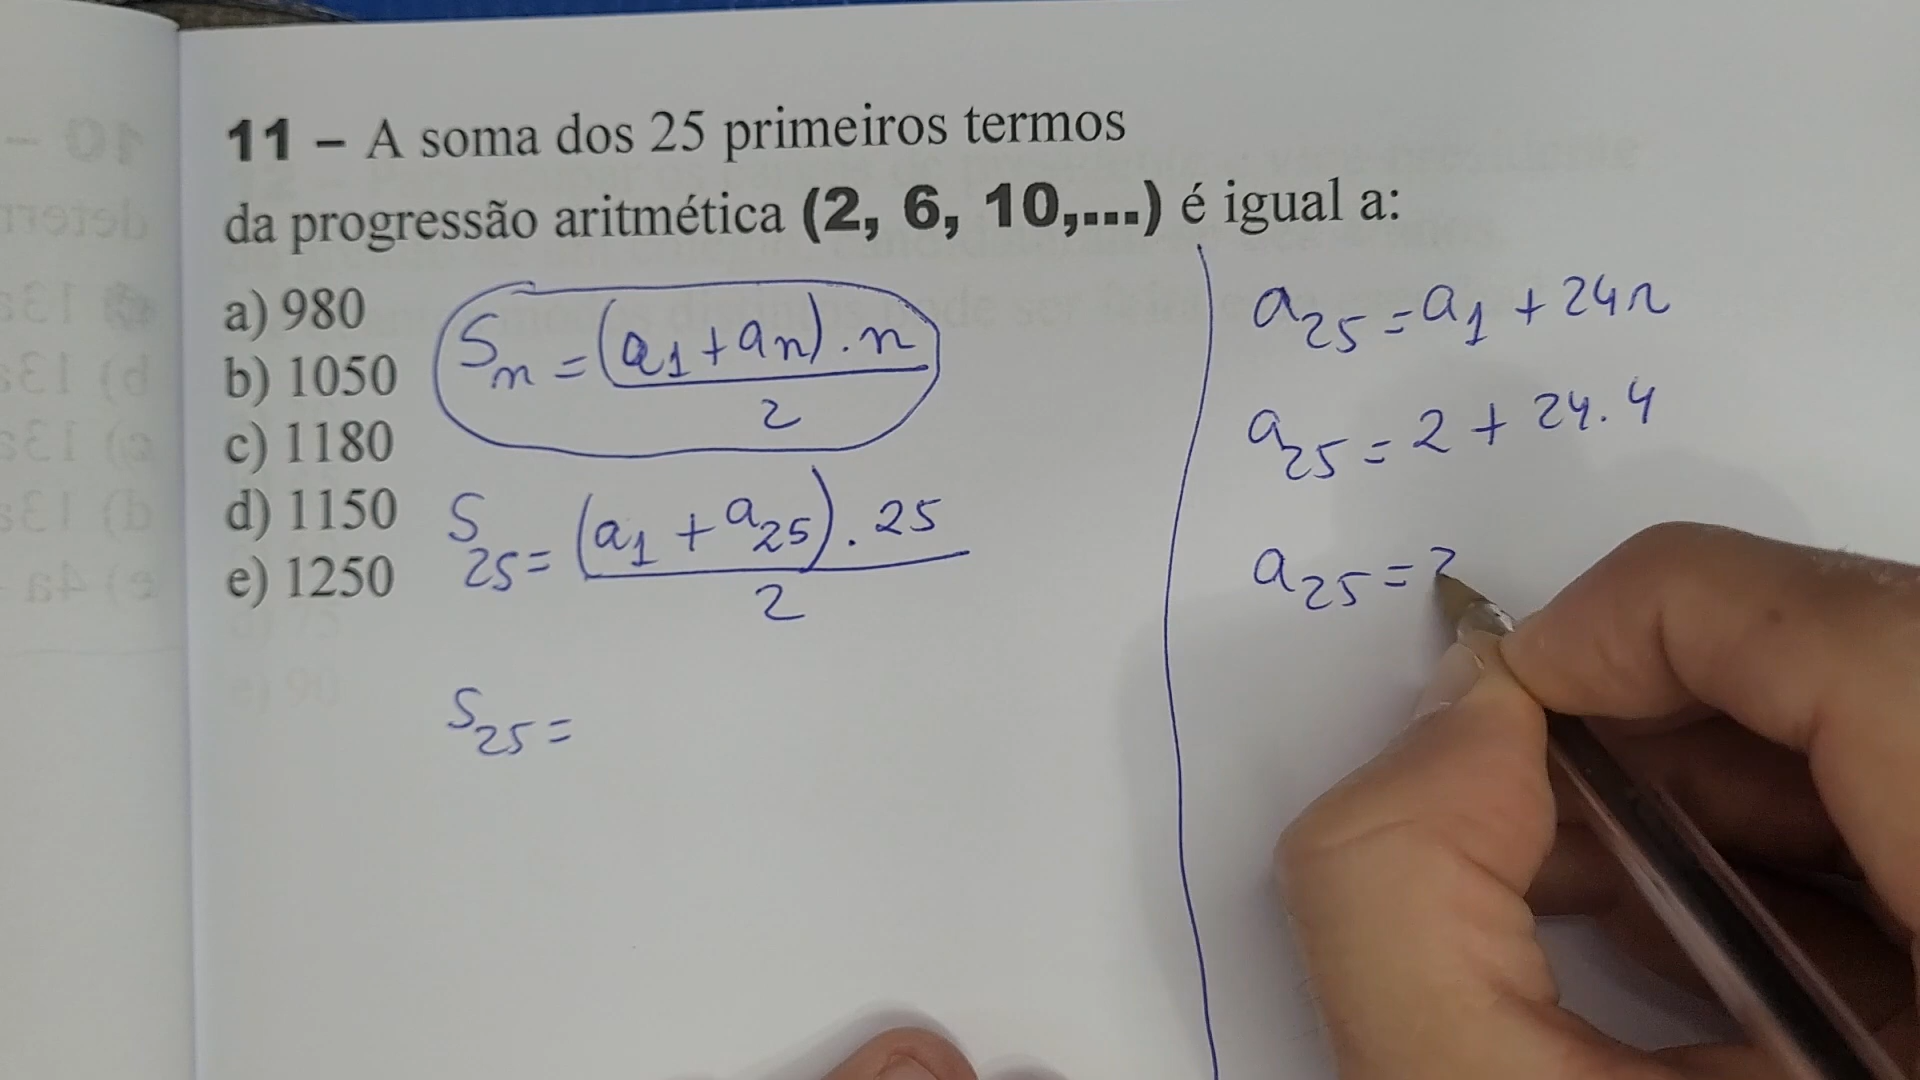 11 – A soma dos 25 primeiros termos
da progressão aritmética (2, 6, 10,...) é igual a:
a) 980
b) 1050
c) 1180
d) 1150
e) 1250
Sn = (a1 + an) . n
2
S25 = (a1 + a25) . 25
2
S25 =
a25 = a1 + 24r
a25 = 2 + 24 . 4
a25 = 2